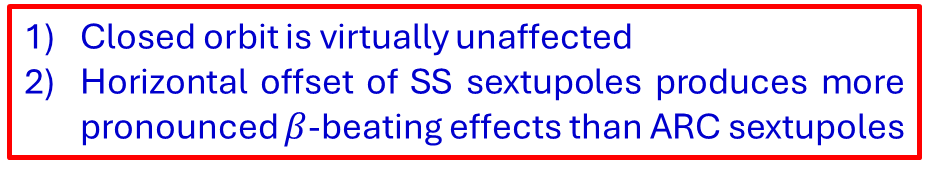 1) Closed orbit is virtually unaffected
2) Horizontal offset of SS sextupoles produces more
pronounced β-beating effects than ARC sextupoles